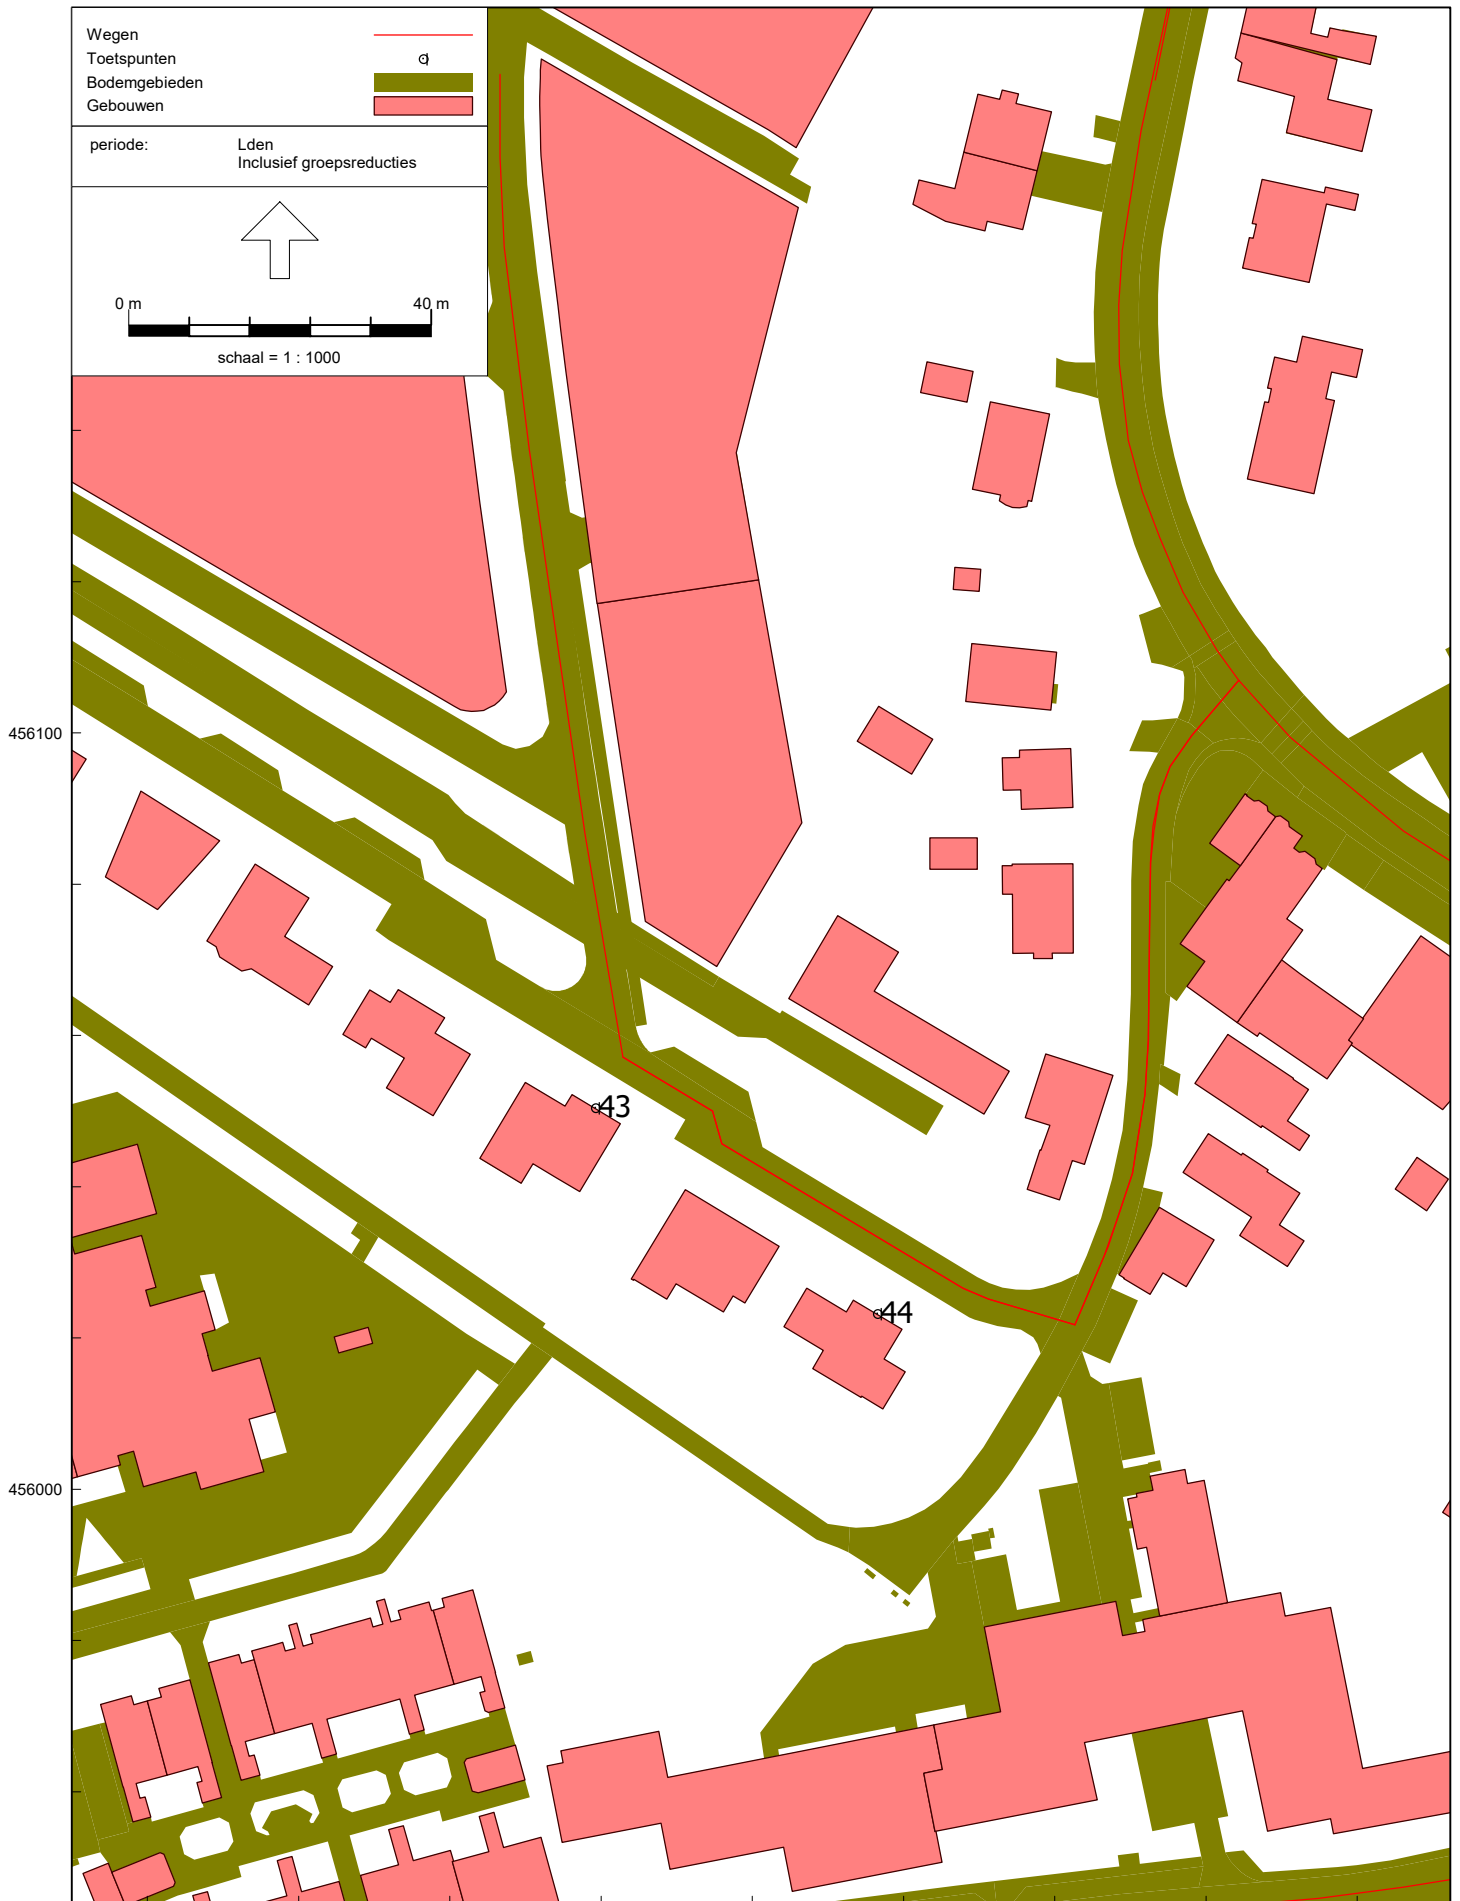 Wegen
Toetspunten
Bodemgebieden
Gebouwen
periode: Lden
Inclusief groepsreducties
0 m 40 m
schaal = 1 : 1000
456100
43
44
456000